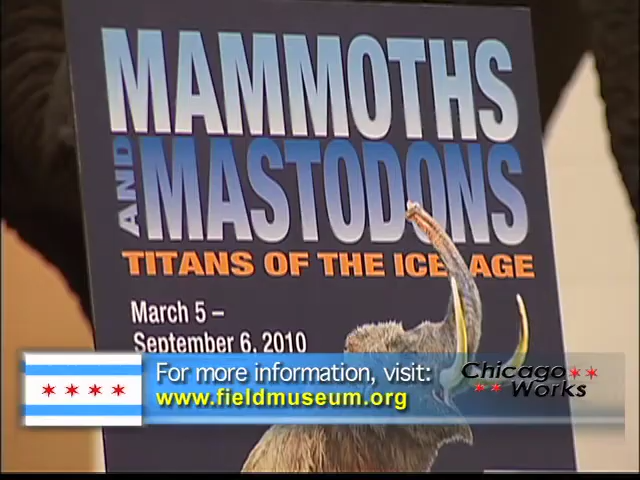 MAMMOTHS
AND MASTODONS
TITANS OF THE ICE AGE
March 5 –
September 6, 2010
For more information, visit:
www.fieldmuseum.org
Chicago
Works